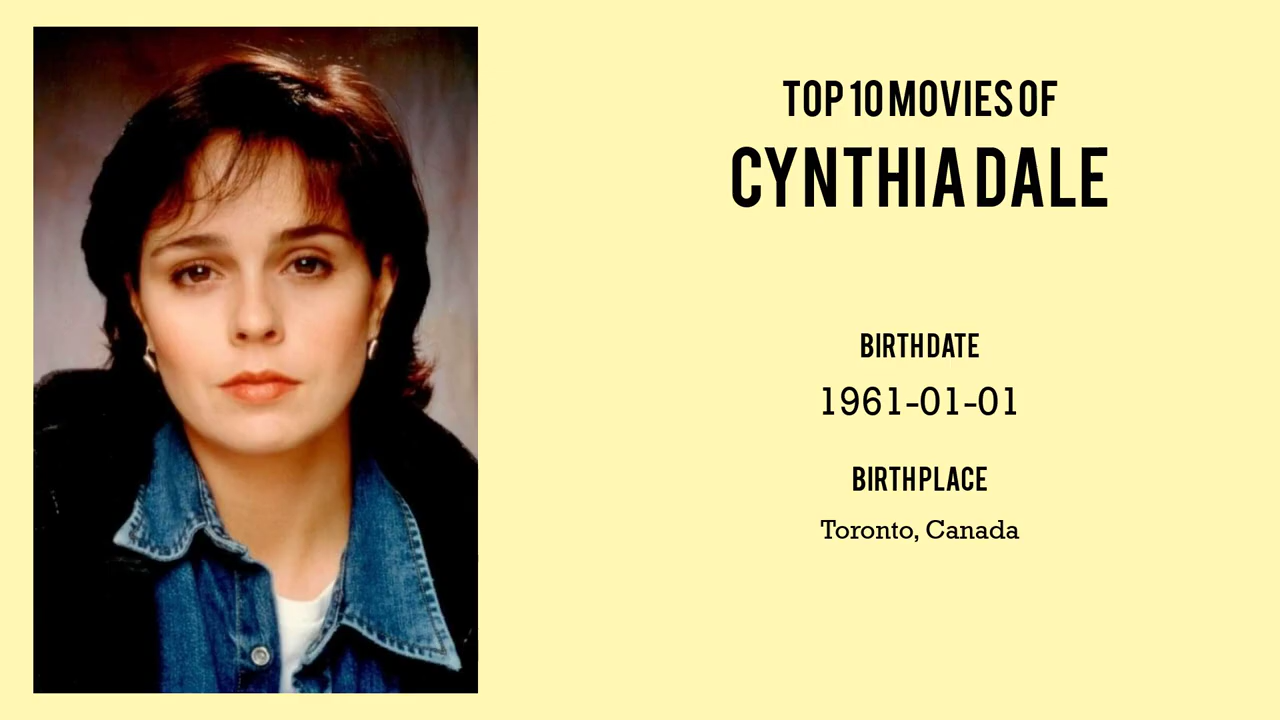 TOP 10 MOVIES OF
CYNTHIA DALE
BIRTHDATE
1961-01-01
BIRTHPLACE
Toronto, Canada